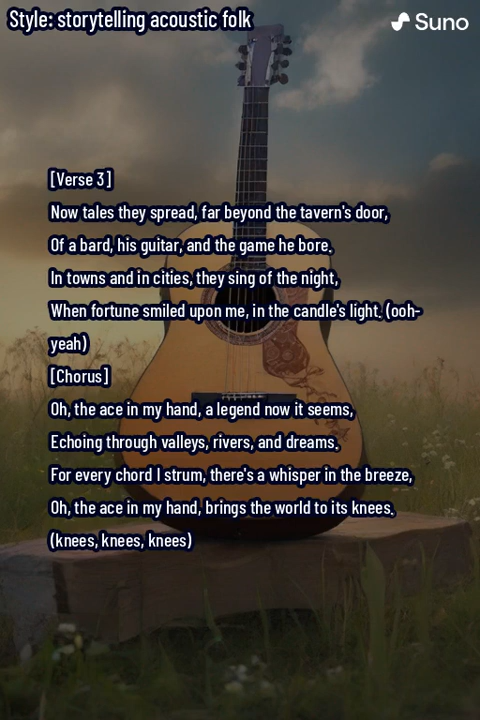 Style: storytelling acoustic folk
Suno
[Verse 3]
Now tales they spread, far beyond the tavern's door,
Of a bard, his guitar, and the game he bore.
In towns and in cities, they sing of the night,
When fortune smiled upon me, in the candle's light. (ooh-
yeah)
[Chorus]
Oh, the ace in my hand, a legend now it seems,
Echoing through valleys, rivers, and dreams.
For every chord I strum, there's a whisper in the breeze,
Oh, the ace in my hand, brings the world to its knees.
(knees, knees, knees)